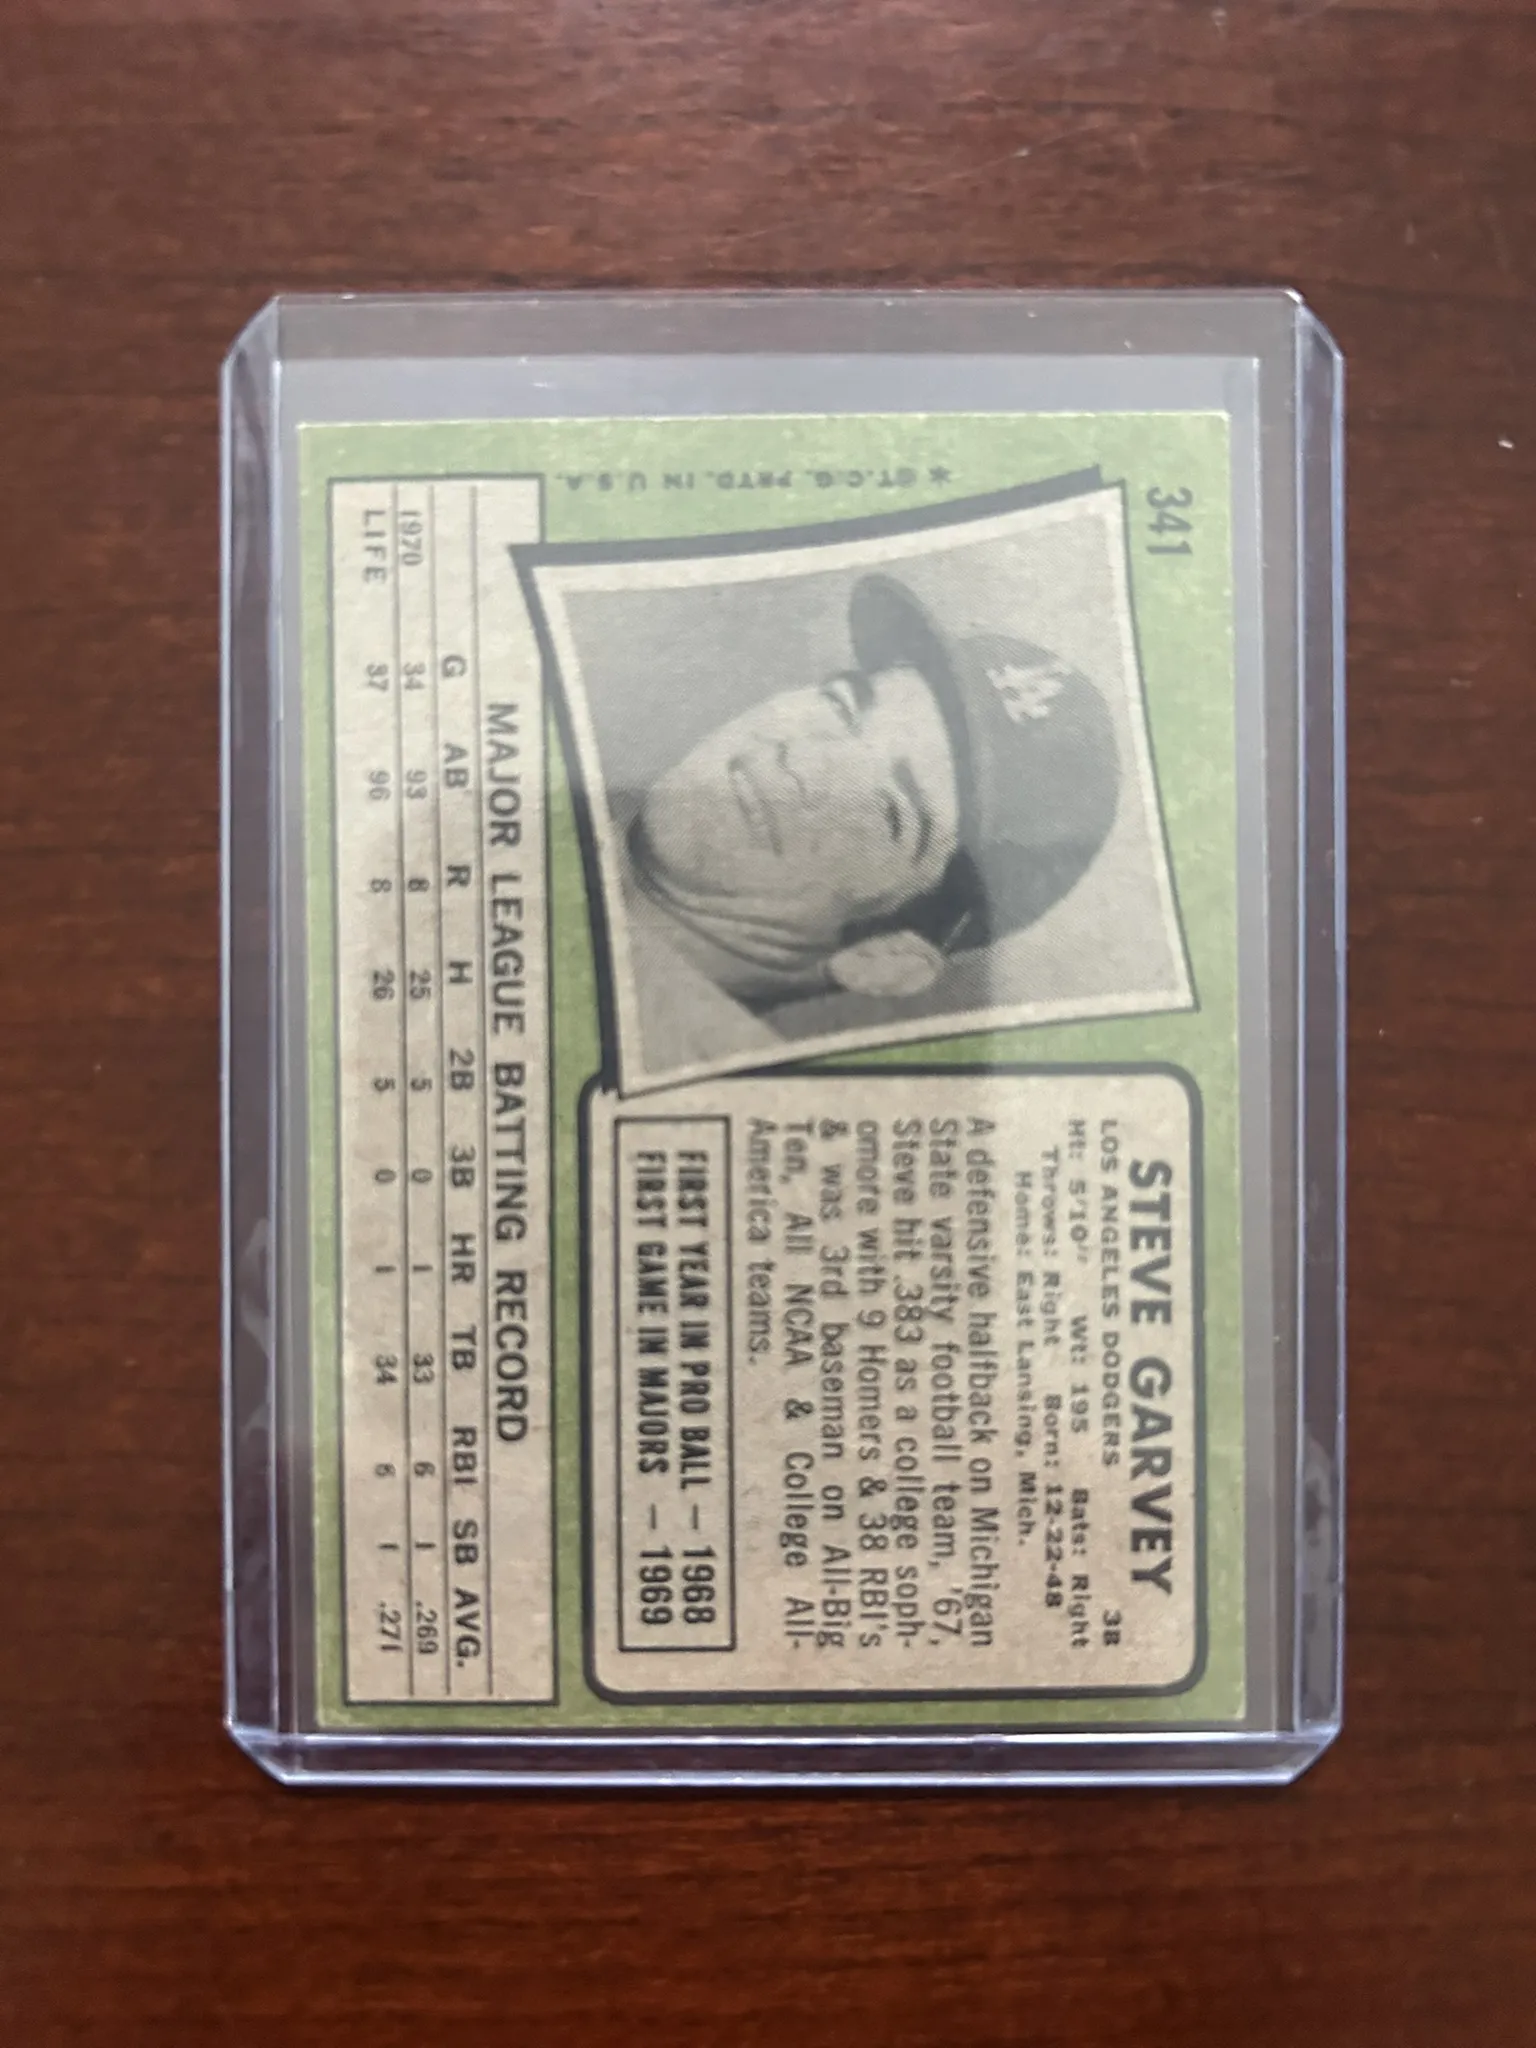 341
STEVE GARVEY
LOS ANGELES DODGERS 3B
Ht: 5'10" Wt: 195 Bats: Right
Throws: Right Born: 12-22-48
Home: East Lansing, Mich.
A defensive halfback on Michigan
State varsity football team, '67,
Steve hit .383 as a college soph-
omore with 9 Homers & 38 RBI's
& was 3rd baseman on All-Big
Ten, All NCAA & College All-
America teams.
FIRST YEAR IN PRO BALL — 1968
FIRST GAME IN MAJORS — 1969
LA
* ©T.C.G. PRTD. IN U.S.A.
MAJOR LEAGUE BATTING RECORD
G AB R H 2B 3B HR TB RBI SB AVG.
1970 34 93 8 25 5 0 1 33 6 1 .269
LIFE 37 96 8 26 5 0 1 34 6 1 .271